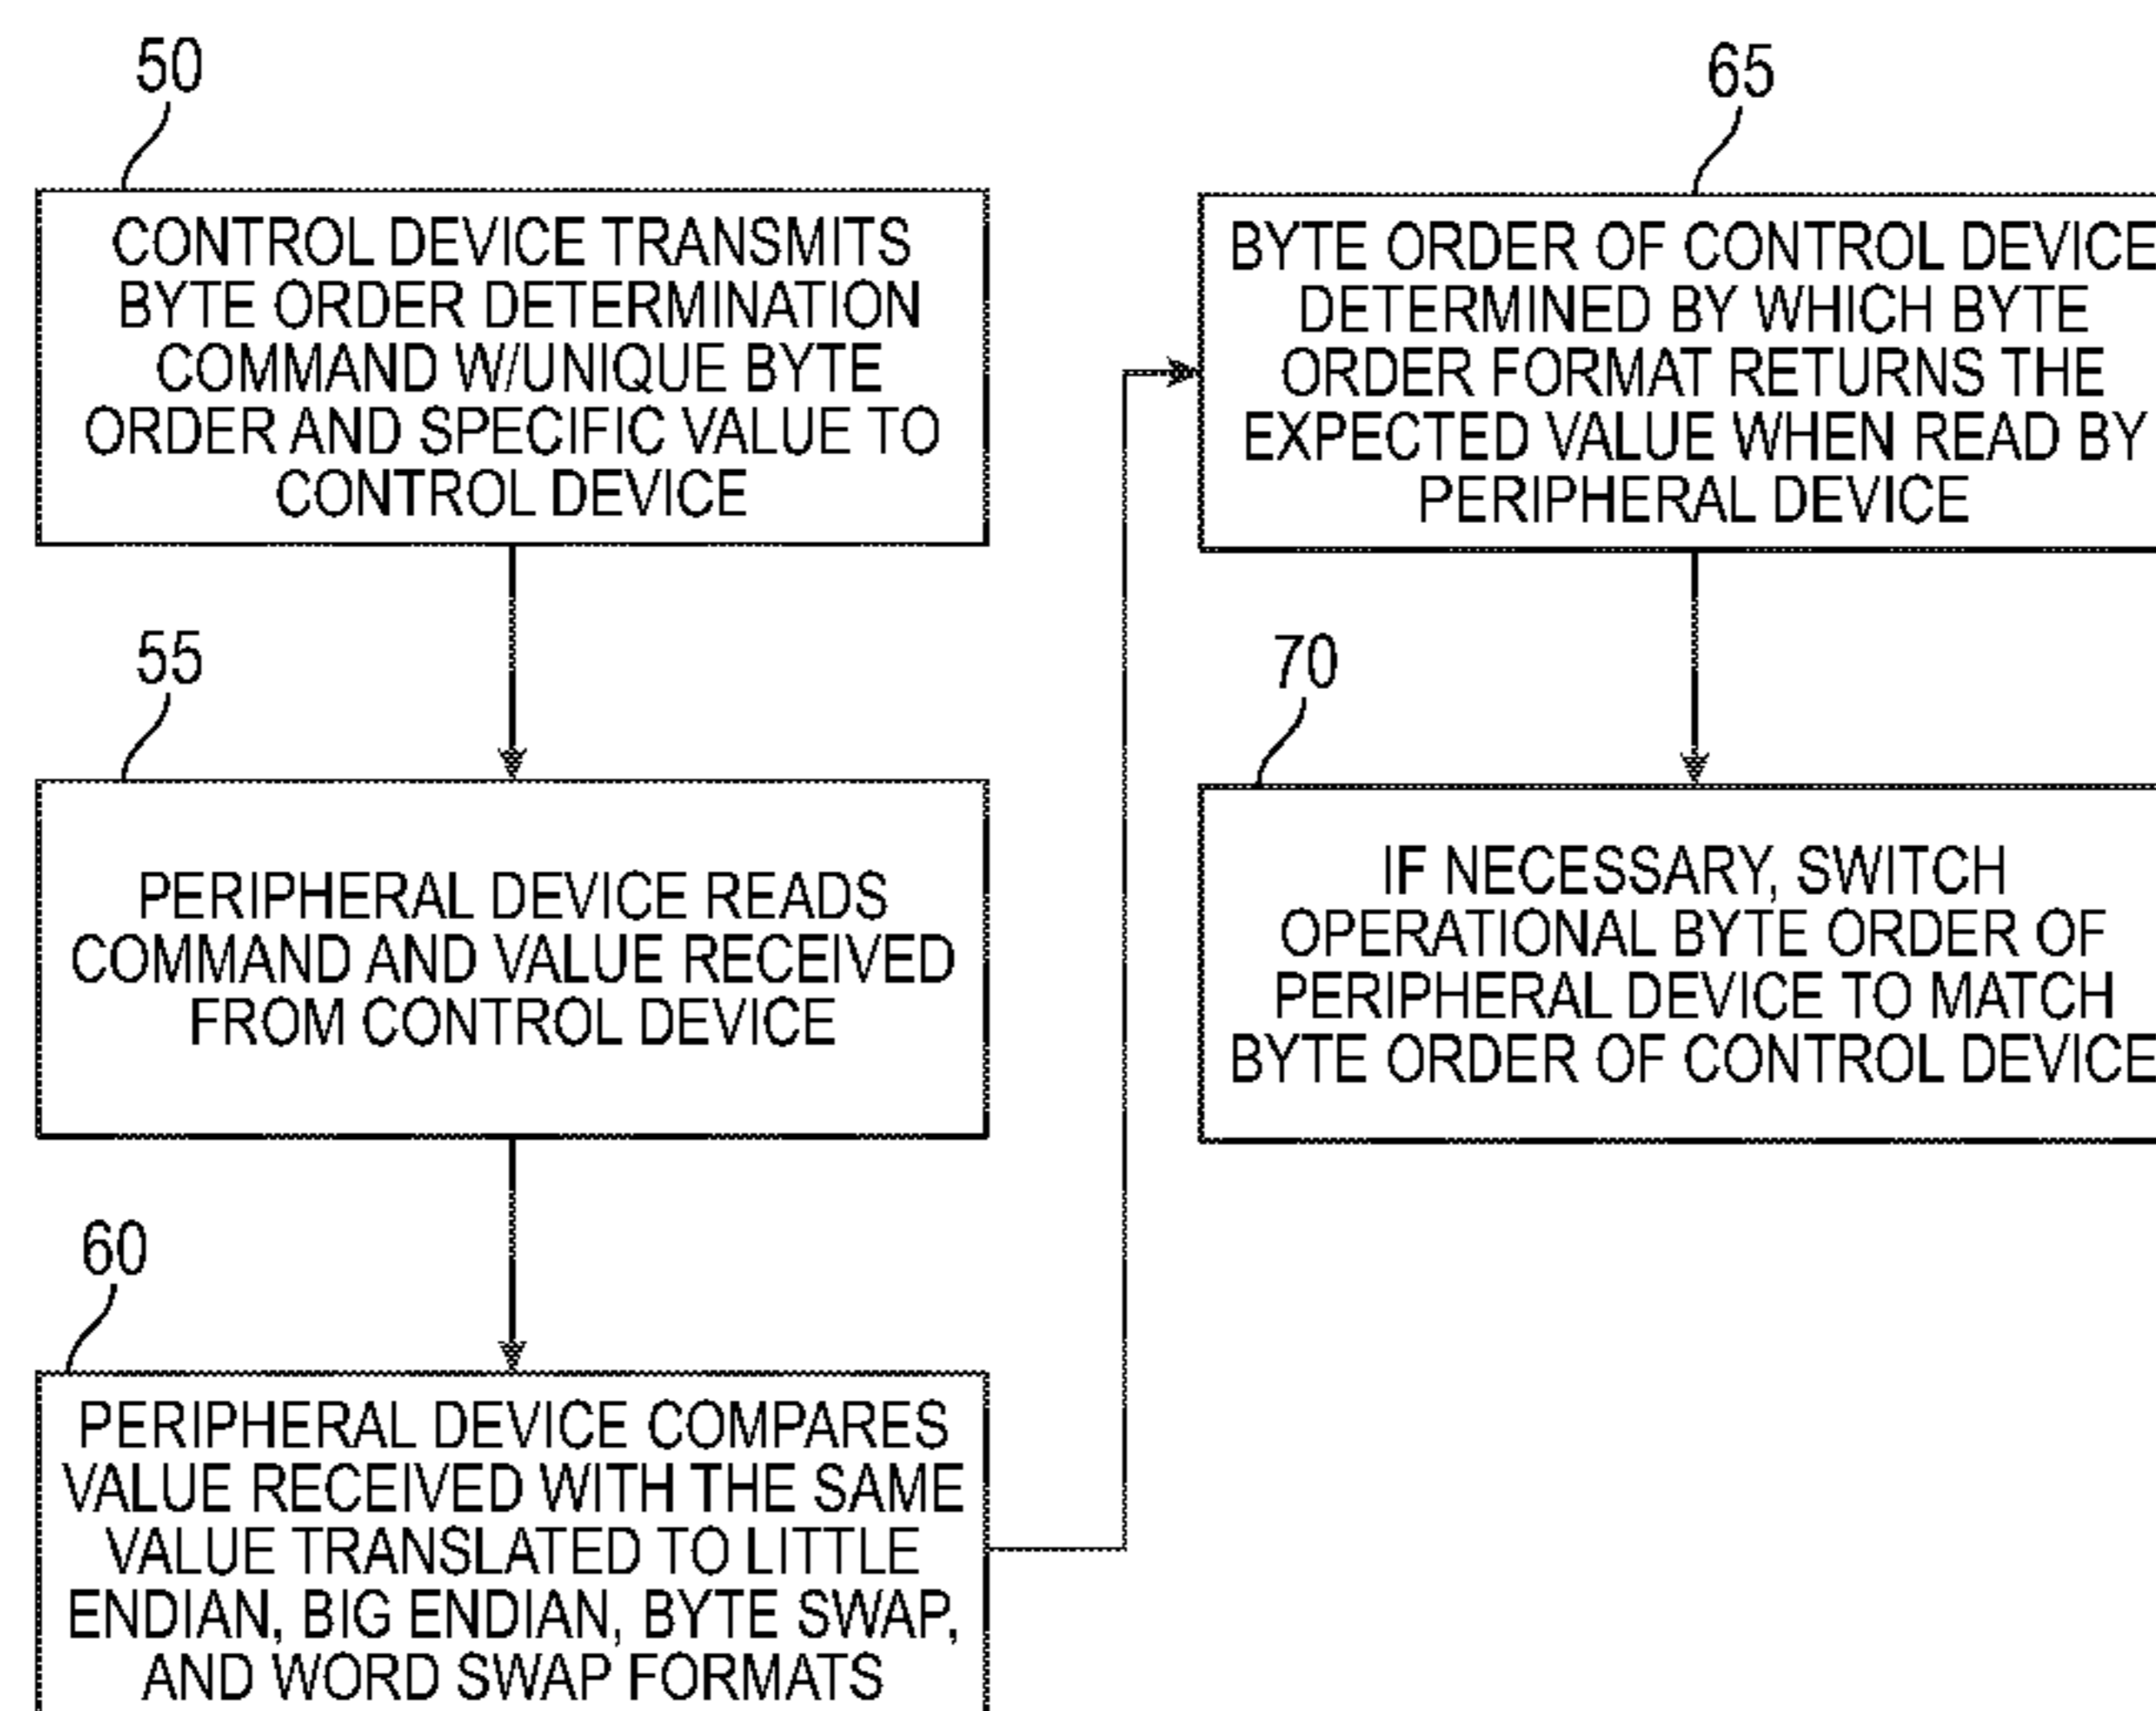 50
CONTROL DEVICE TRANSMITS
BYTE ORDER DETERMINATION
COMMAND W/UNIQUE BYTE
ORDER AND SPECIFIC VALUE TO
CONTROL DEVICE
55
PERIPHERAL DEVICE READS
COMMAND AND VALUE RECEIVED
FROM CONTROL DEVICE
60
PERIPHERAL DEVICE COMPARES
VALUE RECEIVED WITH THE SAME
VALUE TRANSLATED TO LITTLE
ENDIAN, BIG ENDIAN, BYTE SWAP,
AND WORD SWAP FORMATS
65
BYTE ORDER OF CONTROL DEVICE
DETERMINED BY WHICH BYTE
ORDER FORMAT RETURNS THE
EXPECTED VALUE WHEN READ BY
PERIPHERAL DEVICE
70
IF NECESSARY, SWITCH
OPERATIONAL BYTE ORDER OF
PERIPHERAL DEVICE TO MATCH
BYTE ORDER OF CONTROL DEVICE